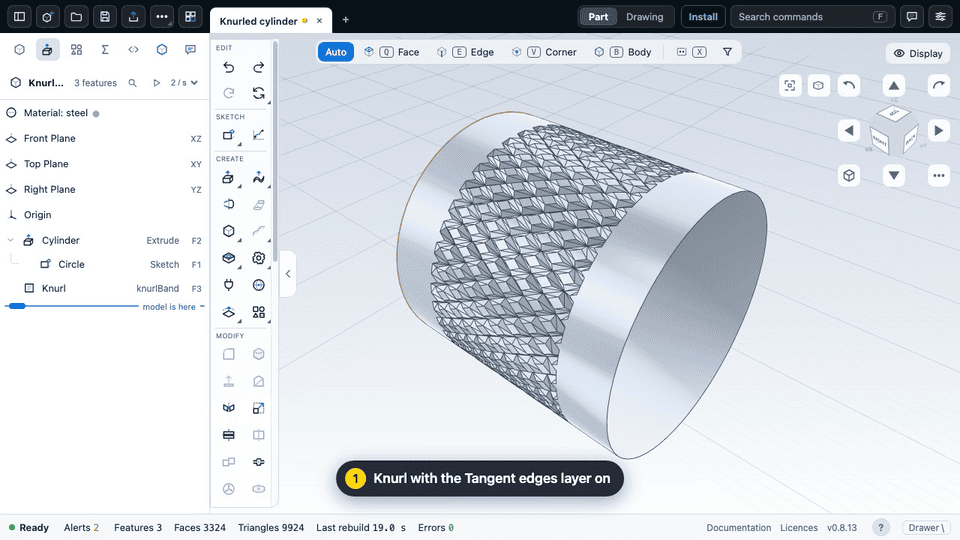 Knurled cylinder
×
+
Part
Drawing
Install
Search commands
F
Knurl...
3 features
2 / s
Material: steel
Front Plane
XZ
Top Plane
XY
Right Plane
YZ
Origin
Cylinder
Extrude
F2
Circle
Sketch
F1
Knurl
knurlBand
F3
model is here
EDIT
SKETCH
CREATE
MODIFY
Auto
Q Face
E Edge
V Corner
B Body
X
Display
1 Knurl with the Tangent edges layer on
Ready
Alerts 2
Features 3
Faces 3324
Triangles 9924
Last rebuild 19.0 s
Errors 0
Documentation
Licences
v0.8.13
?
Drawer \